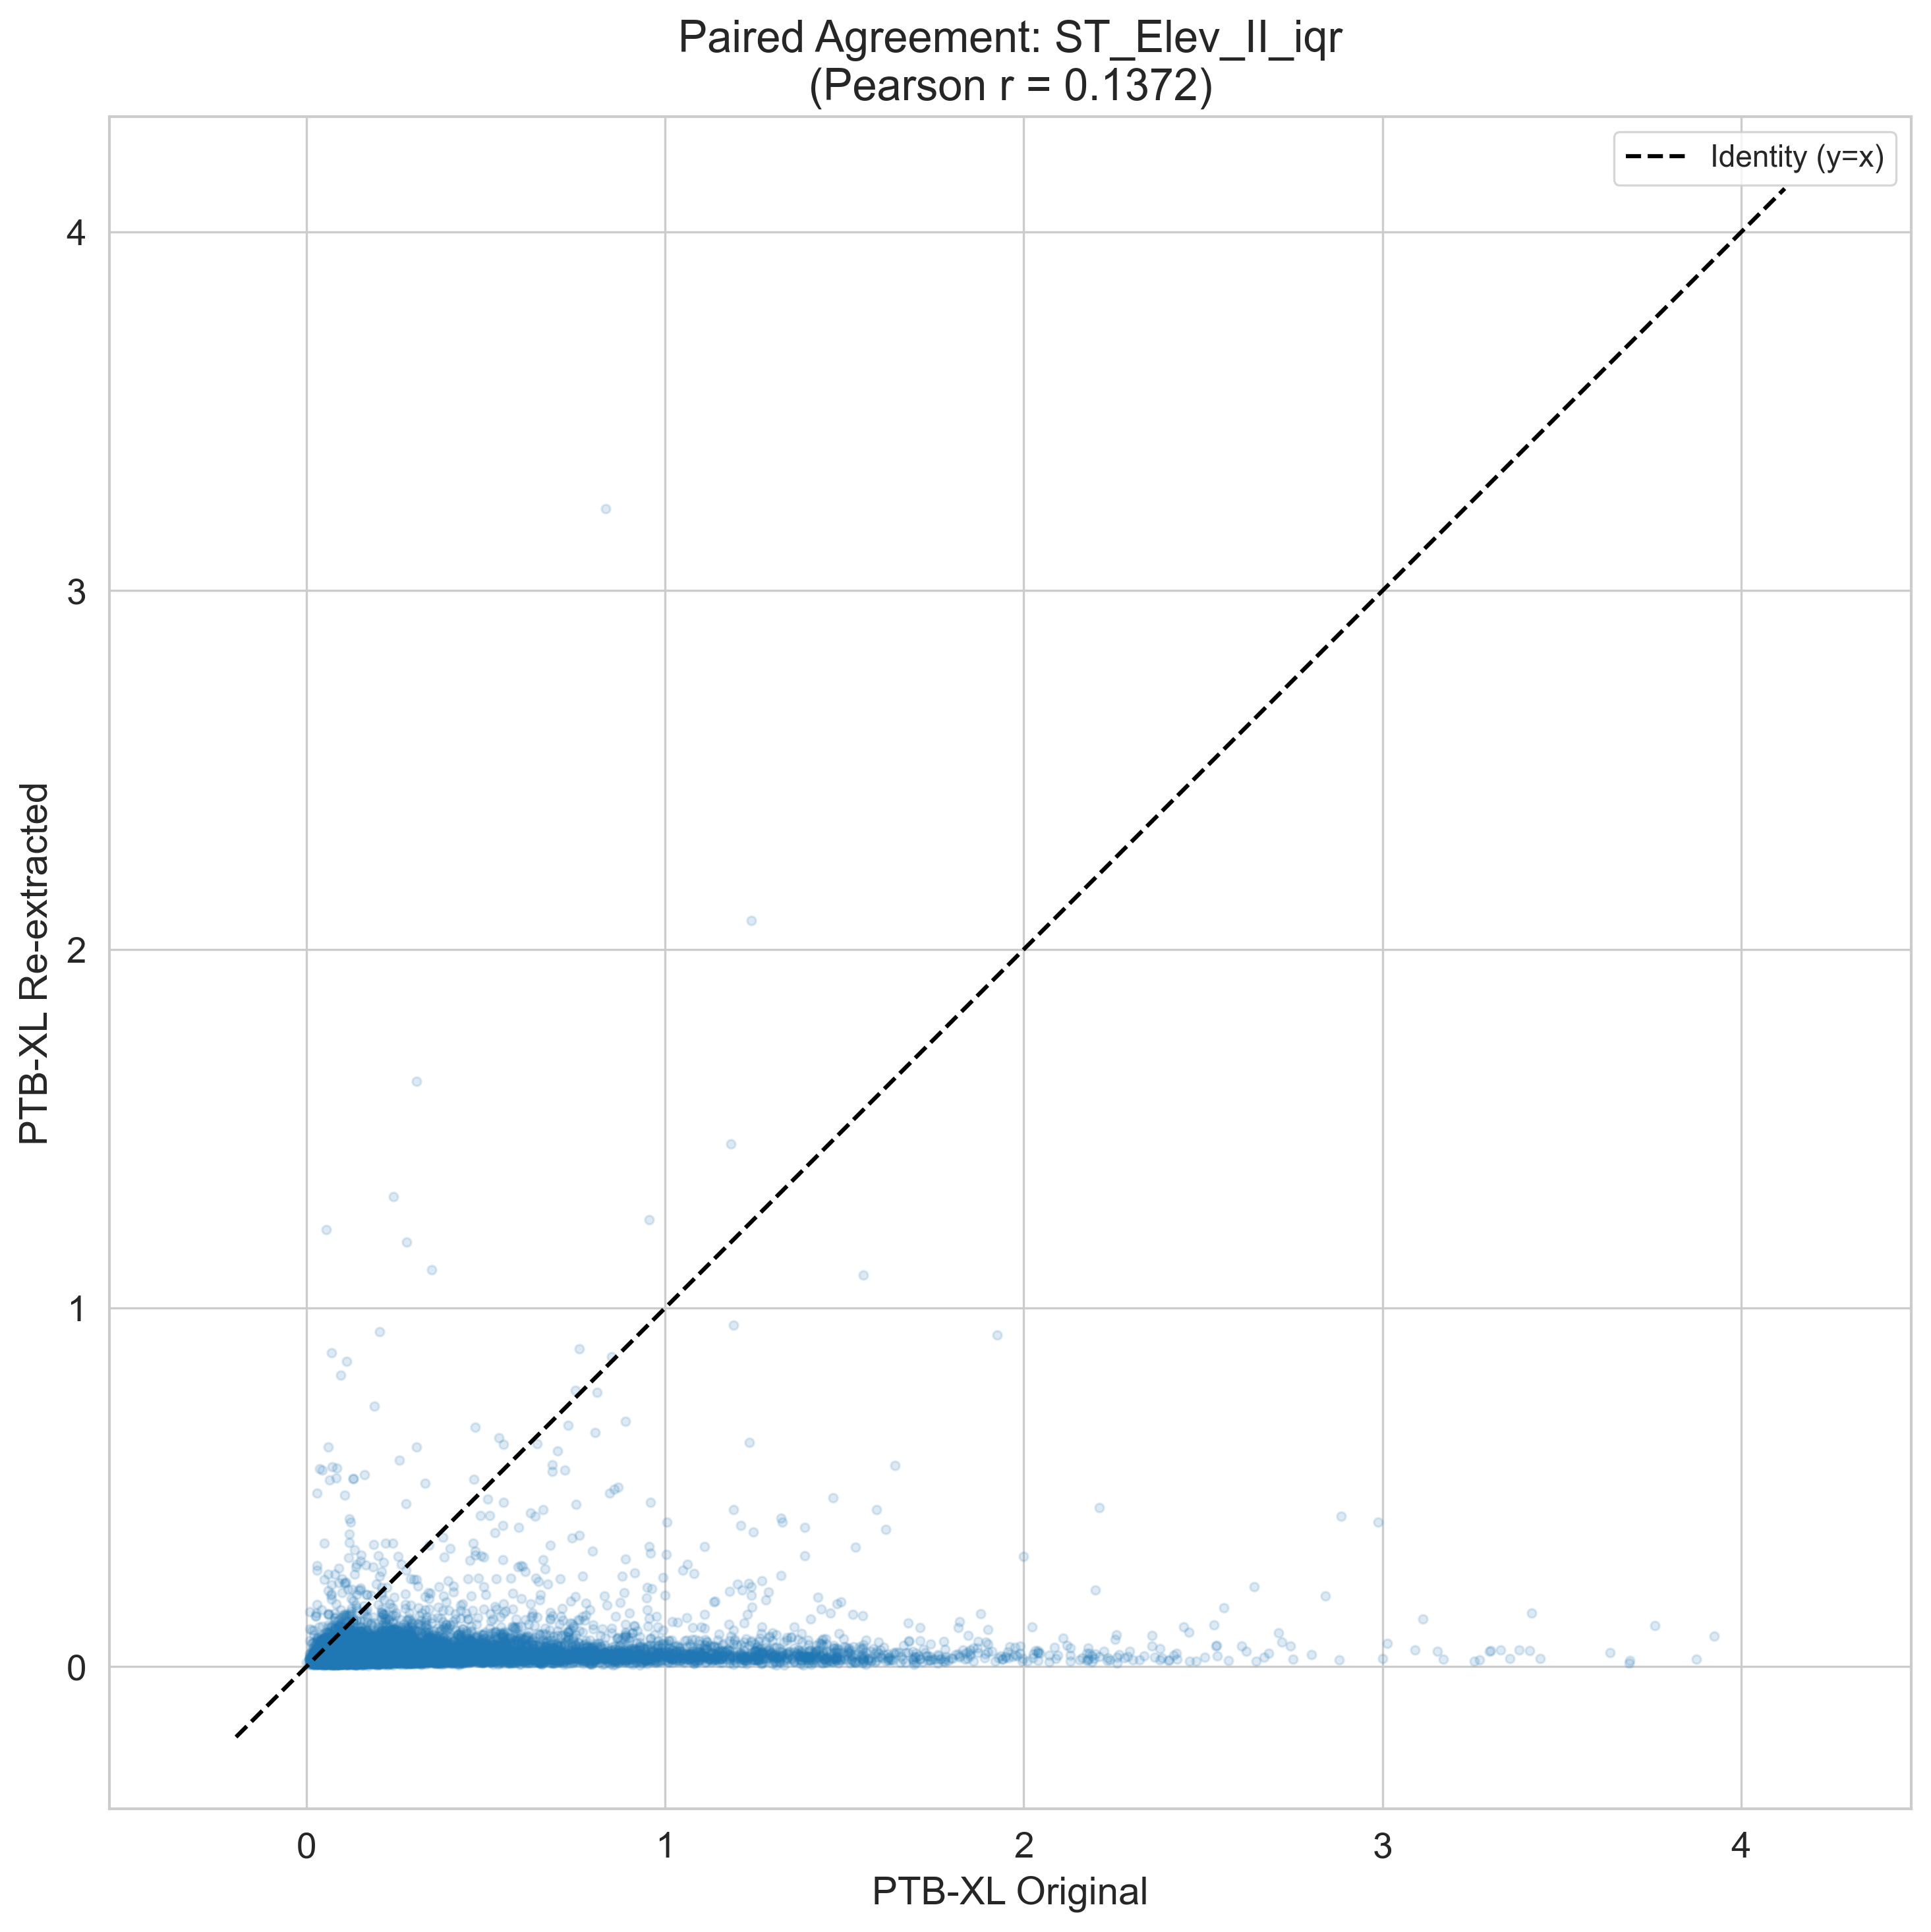 Paired Agreement: ST_Elev_II_iqr
(Pearson r = 0.1372)
Identity (y=x)
4
3
2
1
0
PTB-XL Re-extracted
0 1 2 3 4
PTB-XL Original